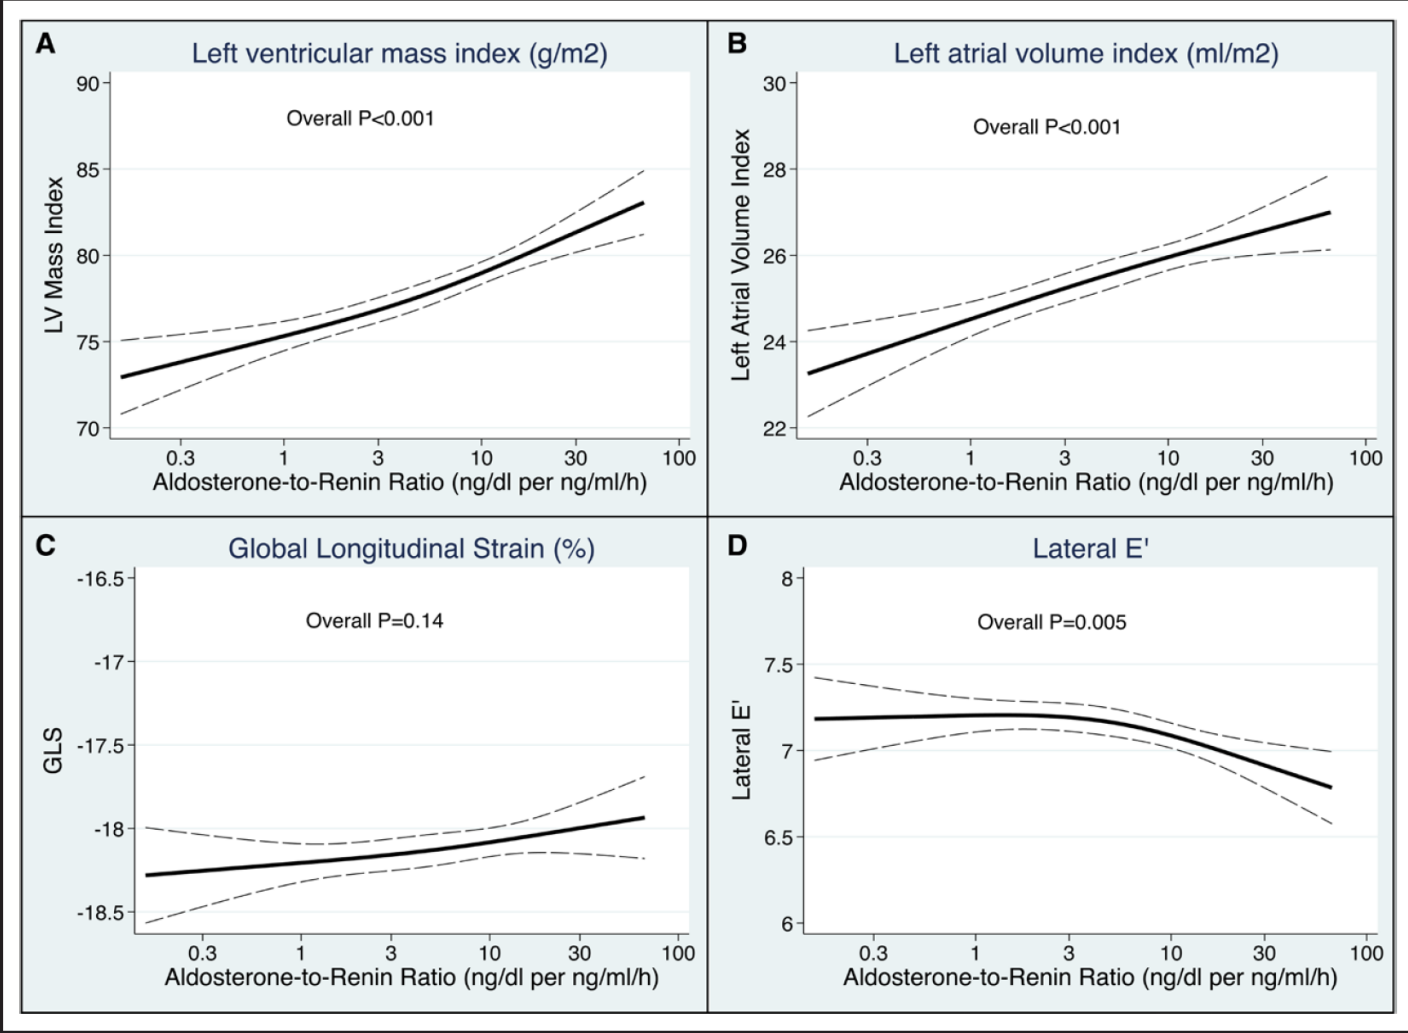 A
Left ventricular mass index (g/m2)
90
85
80
75
70
LV Mass Index
Overall P<0.001
0.3 1 3 10 30 100
Aldosterone-to-Renin Ratio (ng/dl per ng/ml/h)
B
Left atrial volume index (ml/m2)
30
28
26
24
22
Left Atrial Volume Index
Overall P<0.001
0.3 1 3 10 30 100
Aldosterone-to-Renin Ratio (ng/dl per ng/ml/h)
C
Global Longitudinal Strain (%)
-16.5
-17
-17.5
-18
-18.5
GLS
Overall P=0.14
0.3 1 3 10 30 100
Aldosterone-to-Renin Ratio (ng/dl per ng/ml/h)
D
Lateral E'
8
7.5
7
6.5
6
Lateral E'
Overall P=0.005
0.3 1 3 10 30 100
Aldosterone-to-Renin Ratio (ng/dl per ng/ml/h)